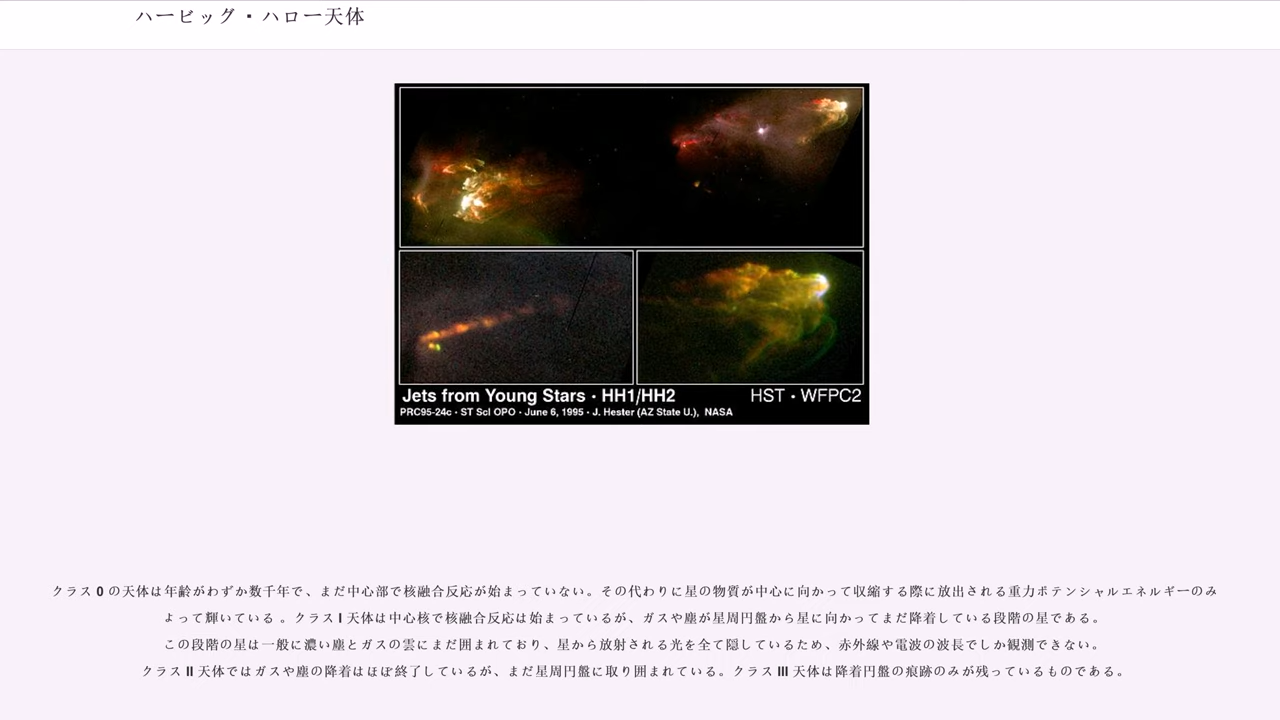 ハービッグ・ハロー天体
Jets from Young Stars · HH1/HH2
HST · WFPC2
PRC95-24c · ST ScI OPO · June 6, 1995 · J. Hester (AZ State U.), NASA
クラス 0 の天体は年齢がわずか数千年で、まだ中心部で核融合反応が始まっていない。その代わりに星の物質が中心に向かって収縮する際に放出される重力ポテンシャルエネルギーのみ
よって輝いている 。クラス I 天体は中心核で核融合反応は始まっているが、ガスや塵が星周円盤から星に向かってまだ降着している段階の星である。
この段階の星は一般に濃い塵とガスの雲にまだ囲まれており、星から放射される光を全て隠しているため、赤外線や電波の波長でしか観測できない。
クラス II 天体ではガスや塵の降着はほぼ終了しているが、まだ星周円盤に取り囲まれている。クラス III 天体は降着円盤の痕跡のみが残っているものである。